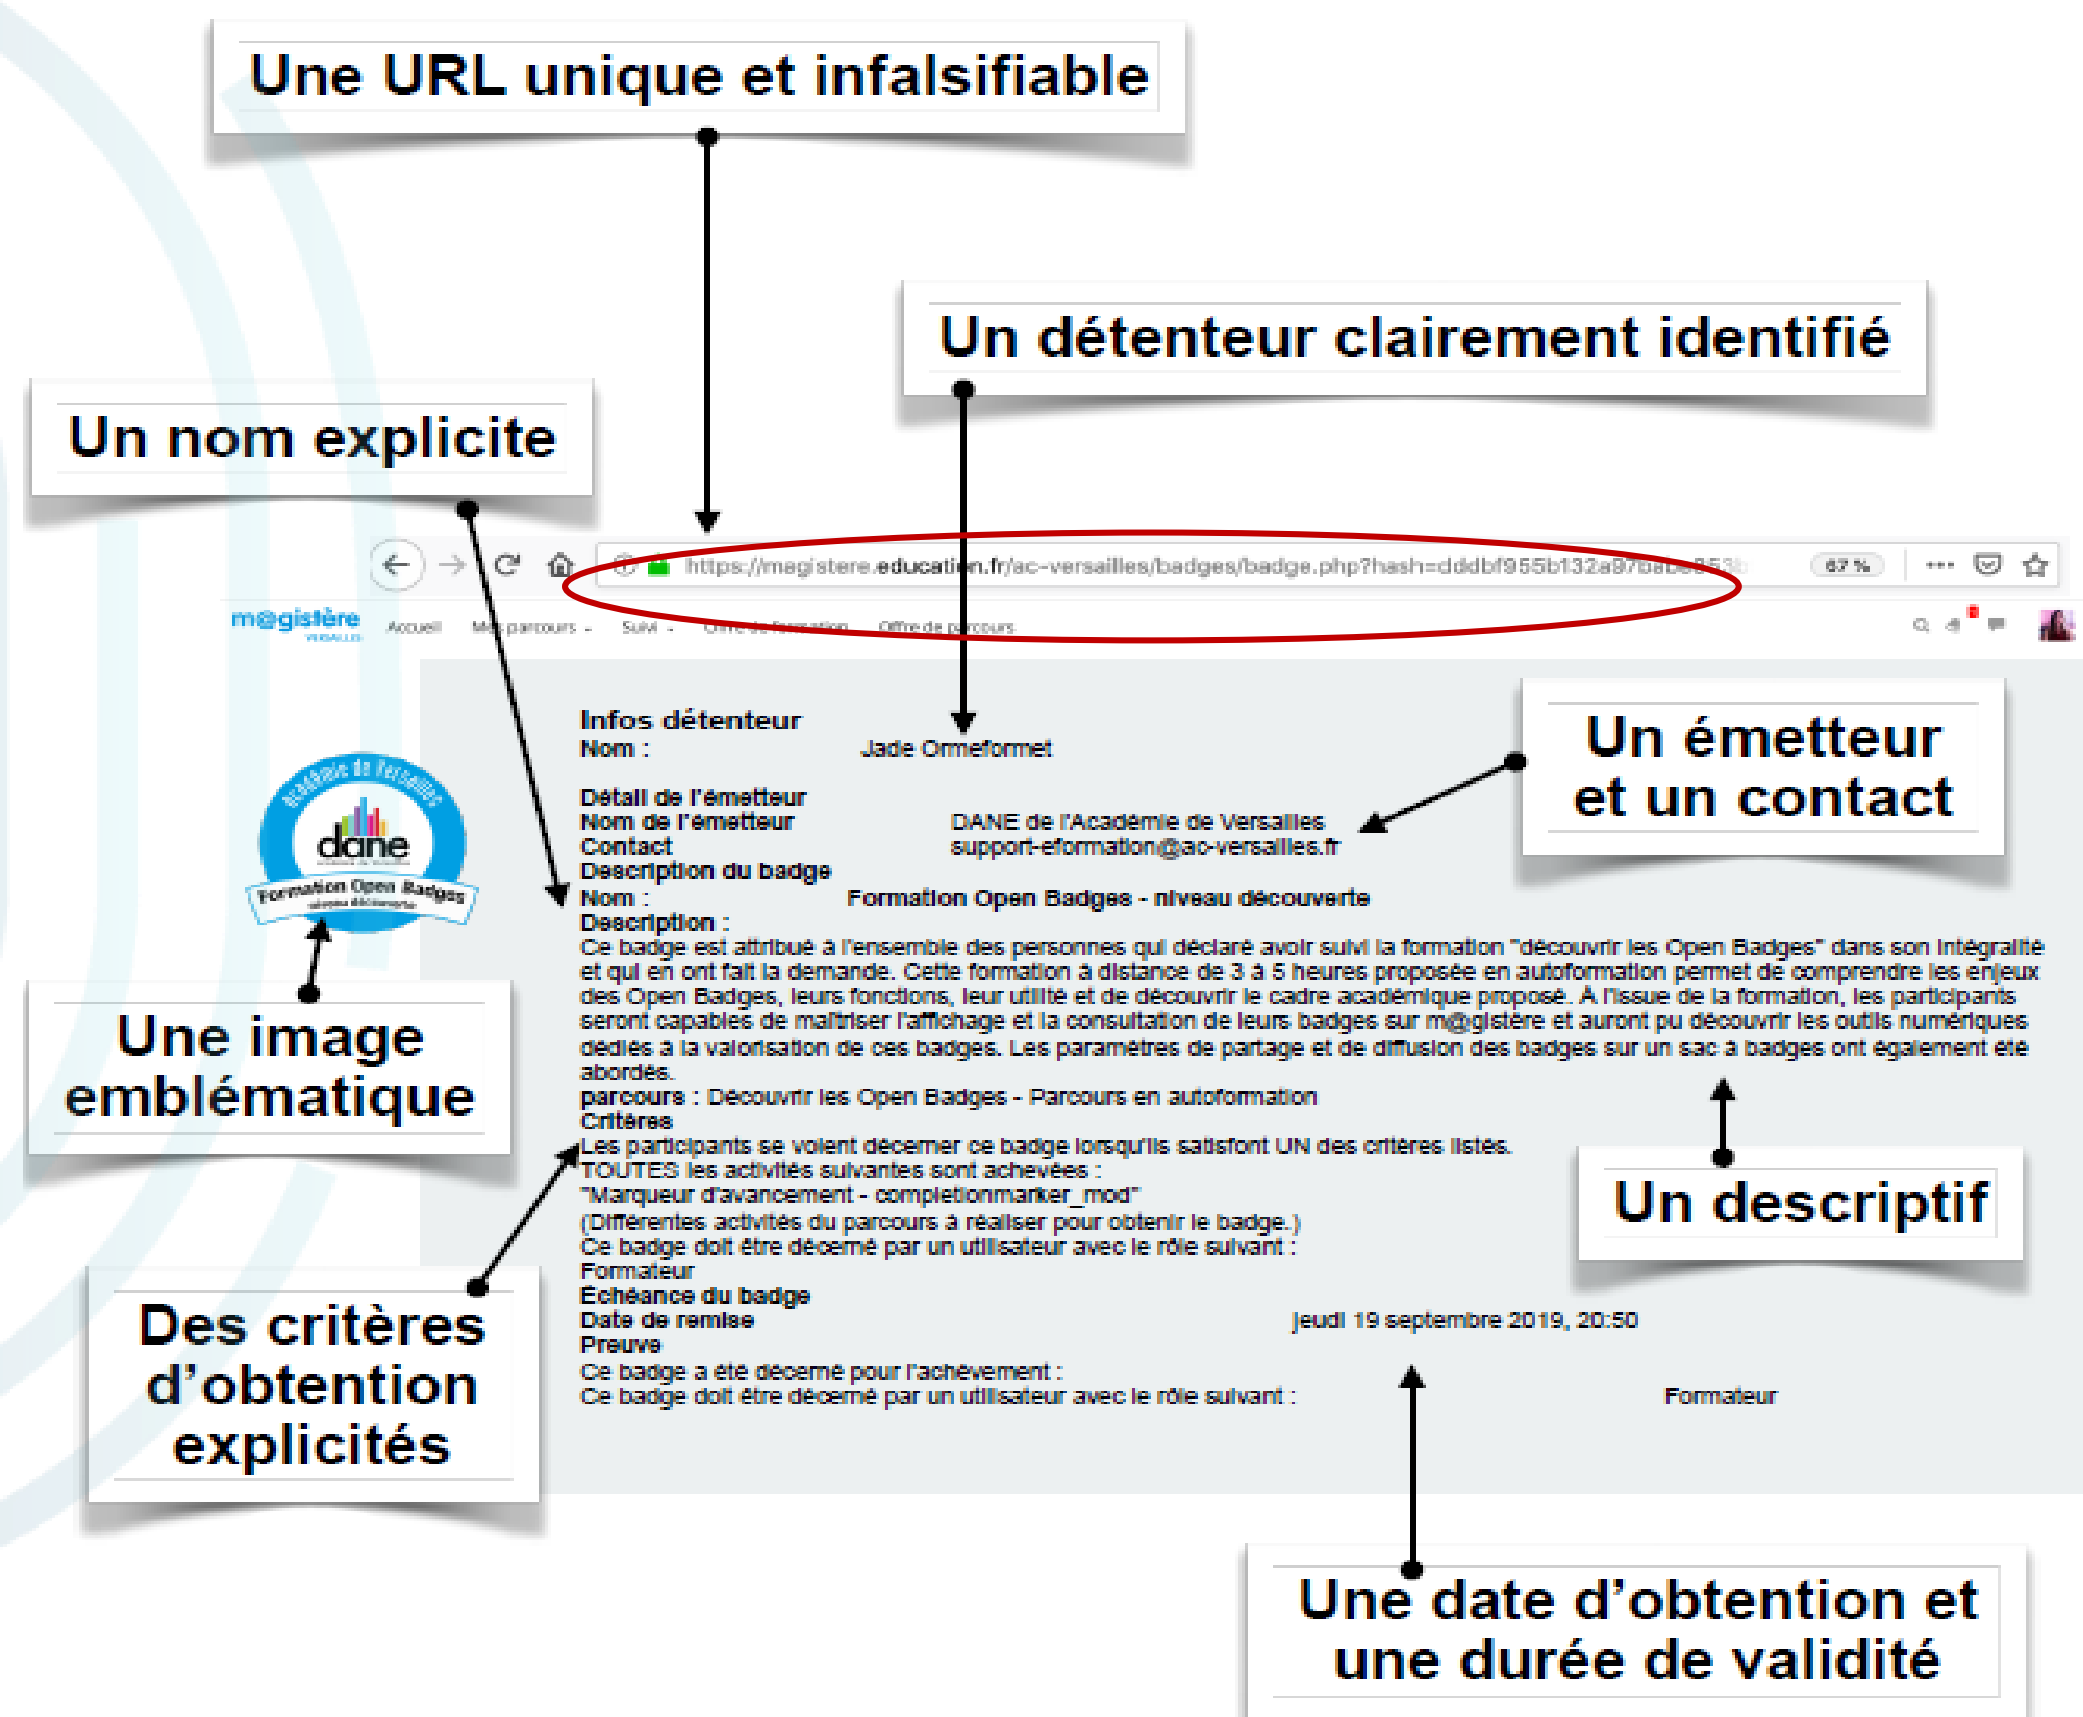 Une URL unique et infalsifiable
Un détenteur clairement identifié
Un nom explicite
https://magistere.education.fr/ac-versailles/badges/badge.php?hash=dddbf955b132a97bab8853b
67 %
m@gistère
VERSAILLES
Accueil Mes parcours Suivi Offre de formation Offre de parcours
Infos détenteur
Nom : Jade Ormeformet
Un émetteur
et un contact
Détail de l'émetteur
Nom de l'émetteur DANE de l'Académie de Versailles
Contact support-eformation@ac-versailles.fr
Description du badge
Nom : Formation Open Badges - niveau découverte
Description :
Ce badge est attribué à l'ensemble des personnes qui déclaré avoir suivi la formation "découvrir les Open Badges" dans son intégralité
et qui en ont fait la demande. Cette formation à distance de 3 à 5 heures proposée en autoformation permet de comprendre les enjeux
des Open Badges, leurs fonctions, leur utilité et de découvrir le cadre académique proposé. A l'issue de la formation, les participants
seront capables de maîtriser l'affichage et la consultation de leurs badges sur m@gistère et auront pu découvrir les outils numériques
dédiés à la valorisation de ces badges. Les paramètres de partage et de diffusion des badges sur un sac à badges ont également été
abordés.
parcours : Découvrir les Open Badges - Parcours en autoformation
Critères
Les participants se voient décerner ce badge lorsqu'ils satisfont UN des critères listés.
TOUTES les activités suivantes sont achevées :
"Marqueur d'avancement - completionmarker_mod"
(Différentes activités du parcours à réaliser pour obtenir le badge.)
Ce badge doit être décerné par un utilisateur avec le rôle suivant :
Formateur
Échéance du badge
Date de remise jeudi 19 septembre 2019, 20:50
Preuve
Ce badge a été décerné pour l'achèvement :
Ce badge doit être décerné par un utilisateur avec le rôle suivant : Formateur
Académie de Versailles
dane
Formation Open Badges
niveau découverte
Une image
emblématique
Un descriptif
Des critères
d'obtention
explicités
Une date d'obtention et
une durée de validité